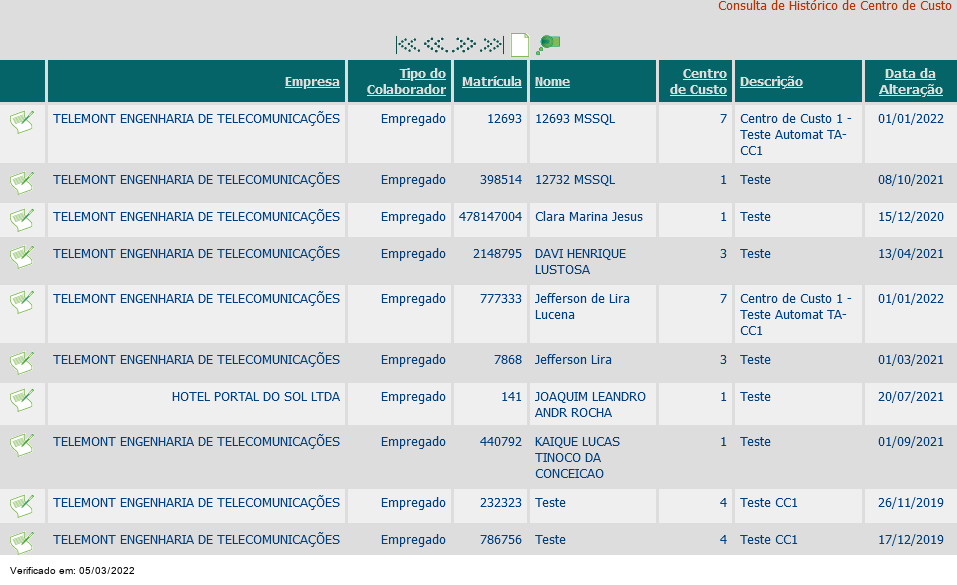 Consulta de Histórico de Centro de Custo
Empresa Tipo do Colaborador Matrícula Nome Centro de Custo Descrição Data da Alteração
TELEMONT ENGENHARIA DE TELECOMUNICAÇÕES Empregado 12693 12693 MSSQL 7 Centro de Custo 1 - 01/01/2022
Teste Automat TA-
CC1
TELEMONT ENGENHARIA DE TELECOMUNICAÇÕES Empregado 398514 12732 MSSQL 1 Teste 08/10/2021
TELEMONT ENGENHARIA DE TELECOMUNICAÇÕES Empregado 478147004 Clara Marina Jesus 1 Teste 15/12/2020
TELEMONT ENGENHARIA DE TELECOMUNICAÇÕES Empregado 2148795 DAVI HENRIQUE 3 Teste 13/04/2021
LUSTOSA
TELEMONT ENGENHARIA DE TELECOMUNICAÇÕES Empregado 777333 Jefferson de Lira 7 Centro de Custo 1 - 01/01/2022
Lucena Teste Automat TA-
CC1
TELEMONT ENGENHARIA DE TELECOMUNICAÇÕES Empregado 7868 Jefferson Lira 3 Teste 01/03/2021
HOTEL PORTAL DO SOL LTDA Empregado 141 JOAQUIM LEANDRO 1 Teste 20/07/2021
ANDR ROCHA
TELEMONT ENGENHARIA DE TELECOMUNICAÇÕES Empregado 440792 KAIQUE LUCAS 1 Teste 01/09/2021
TINOCO DA
CONCEICAO
TELEMONT ENGENHARIA DE TELECOMUNICAÇÕES Empregado 232323 Teste 4 Teste CC1 26/11/2019
TELEMONT ENGENHARIA DE TELECOMUNICAÇÕES Empregado 786756 Teste 4 Teste CC1 17/12/2019
Verificado em: 05/03/2022